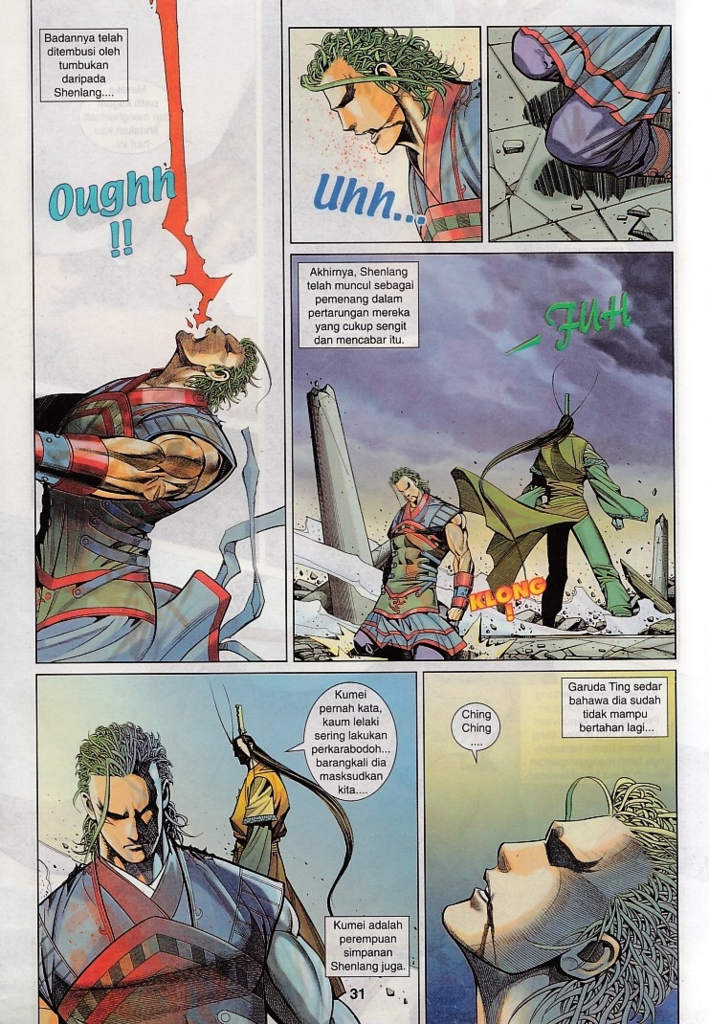 Badannya telah
ditembusi oleh
tumbukan
daripada
Shenlang....
Oughh
!!
Uhh...
Akhirnya, Shenlang
telah muncul sebagai
pemenang dalam
pertarungan mereka
yang cukup sengit
dan mencabar itu.
FUH
KLONG
!
Kumei
pernah kata,
kaum lelaki
sering lakukan
perkarabodoh...
barangkali dia
masksudkan
kita....
Kumei adalah
perempuan
simpanan
Shenlang juga.
Ching
Ching
....
Garuda Ting sedar
bahawa dia sudah
tidak mampu
bertahan lagi...
31